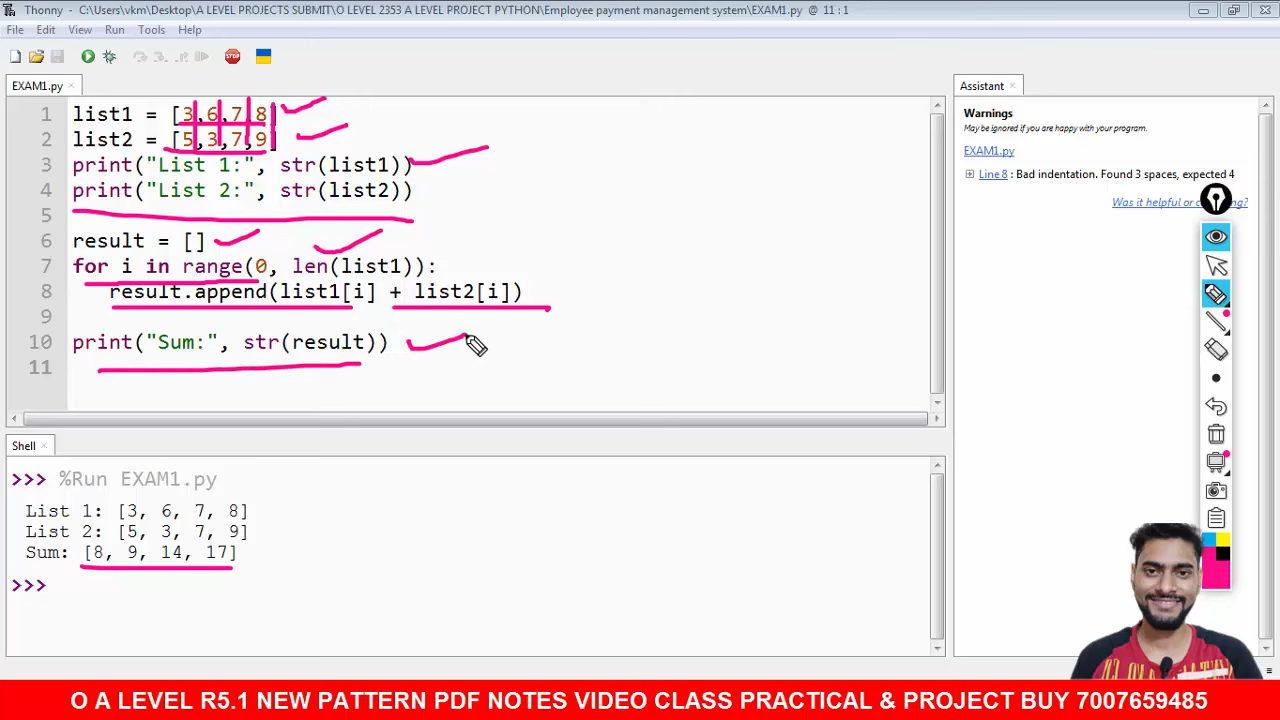 Thonny - C:\Users\vkm\Desktop\A LEVEL PROJECTS SUBMIT\O LEVEL 2353 A LEVEL PROJECT PYTHON\Employee payment management system\EXAM1.py @ 11 : 1
File Edit View Run Tools Help
STOP
EXAM1.py ×
1 list1 = [3,6,7,8]
2 list2 = [5,3,7,9]
3 print("List 1:", str(list1))
4 print("List 2:", str(list2))
5
6 result = []
7 for i in range(0, len(list1)):
8 result.append(list1[i] + list2[i])
9
10 print("Sum:", str(result))
11
Shell ×
>>> %Run EXAM1.py
List 1: [3, 6, 7, 8]
List 2: [5, 3, 7, 9]
Sum: [8, 9, 14, 17]
>>>
Assistant ×
Warnings
May be ignored if you are happy with your program.
EXAM1.py
Line 8 : Bad indentation. Found 3 spaces, expected 4
Was it helpful or
O A LEVEL R5.1 NEW PATTERN PDF NOTES VIDEO CLASS PRACTICAL & PROJECT BUY 7007659485